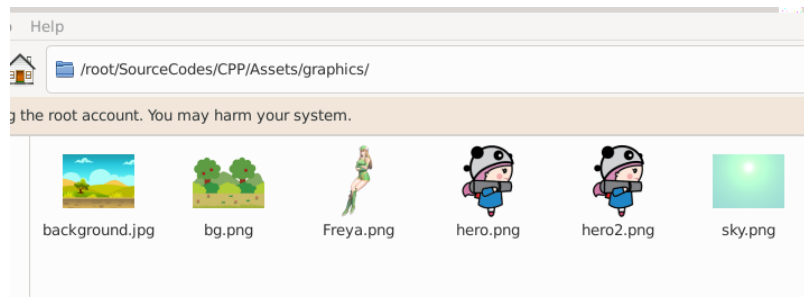 Help
/root/SourceCodes/CPP/Assets/graphics/
the root account. You may harm your system.
background.jpg
bg.png
Freya.png
hero.png
hero2.png
sky.png